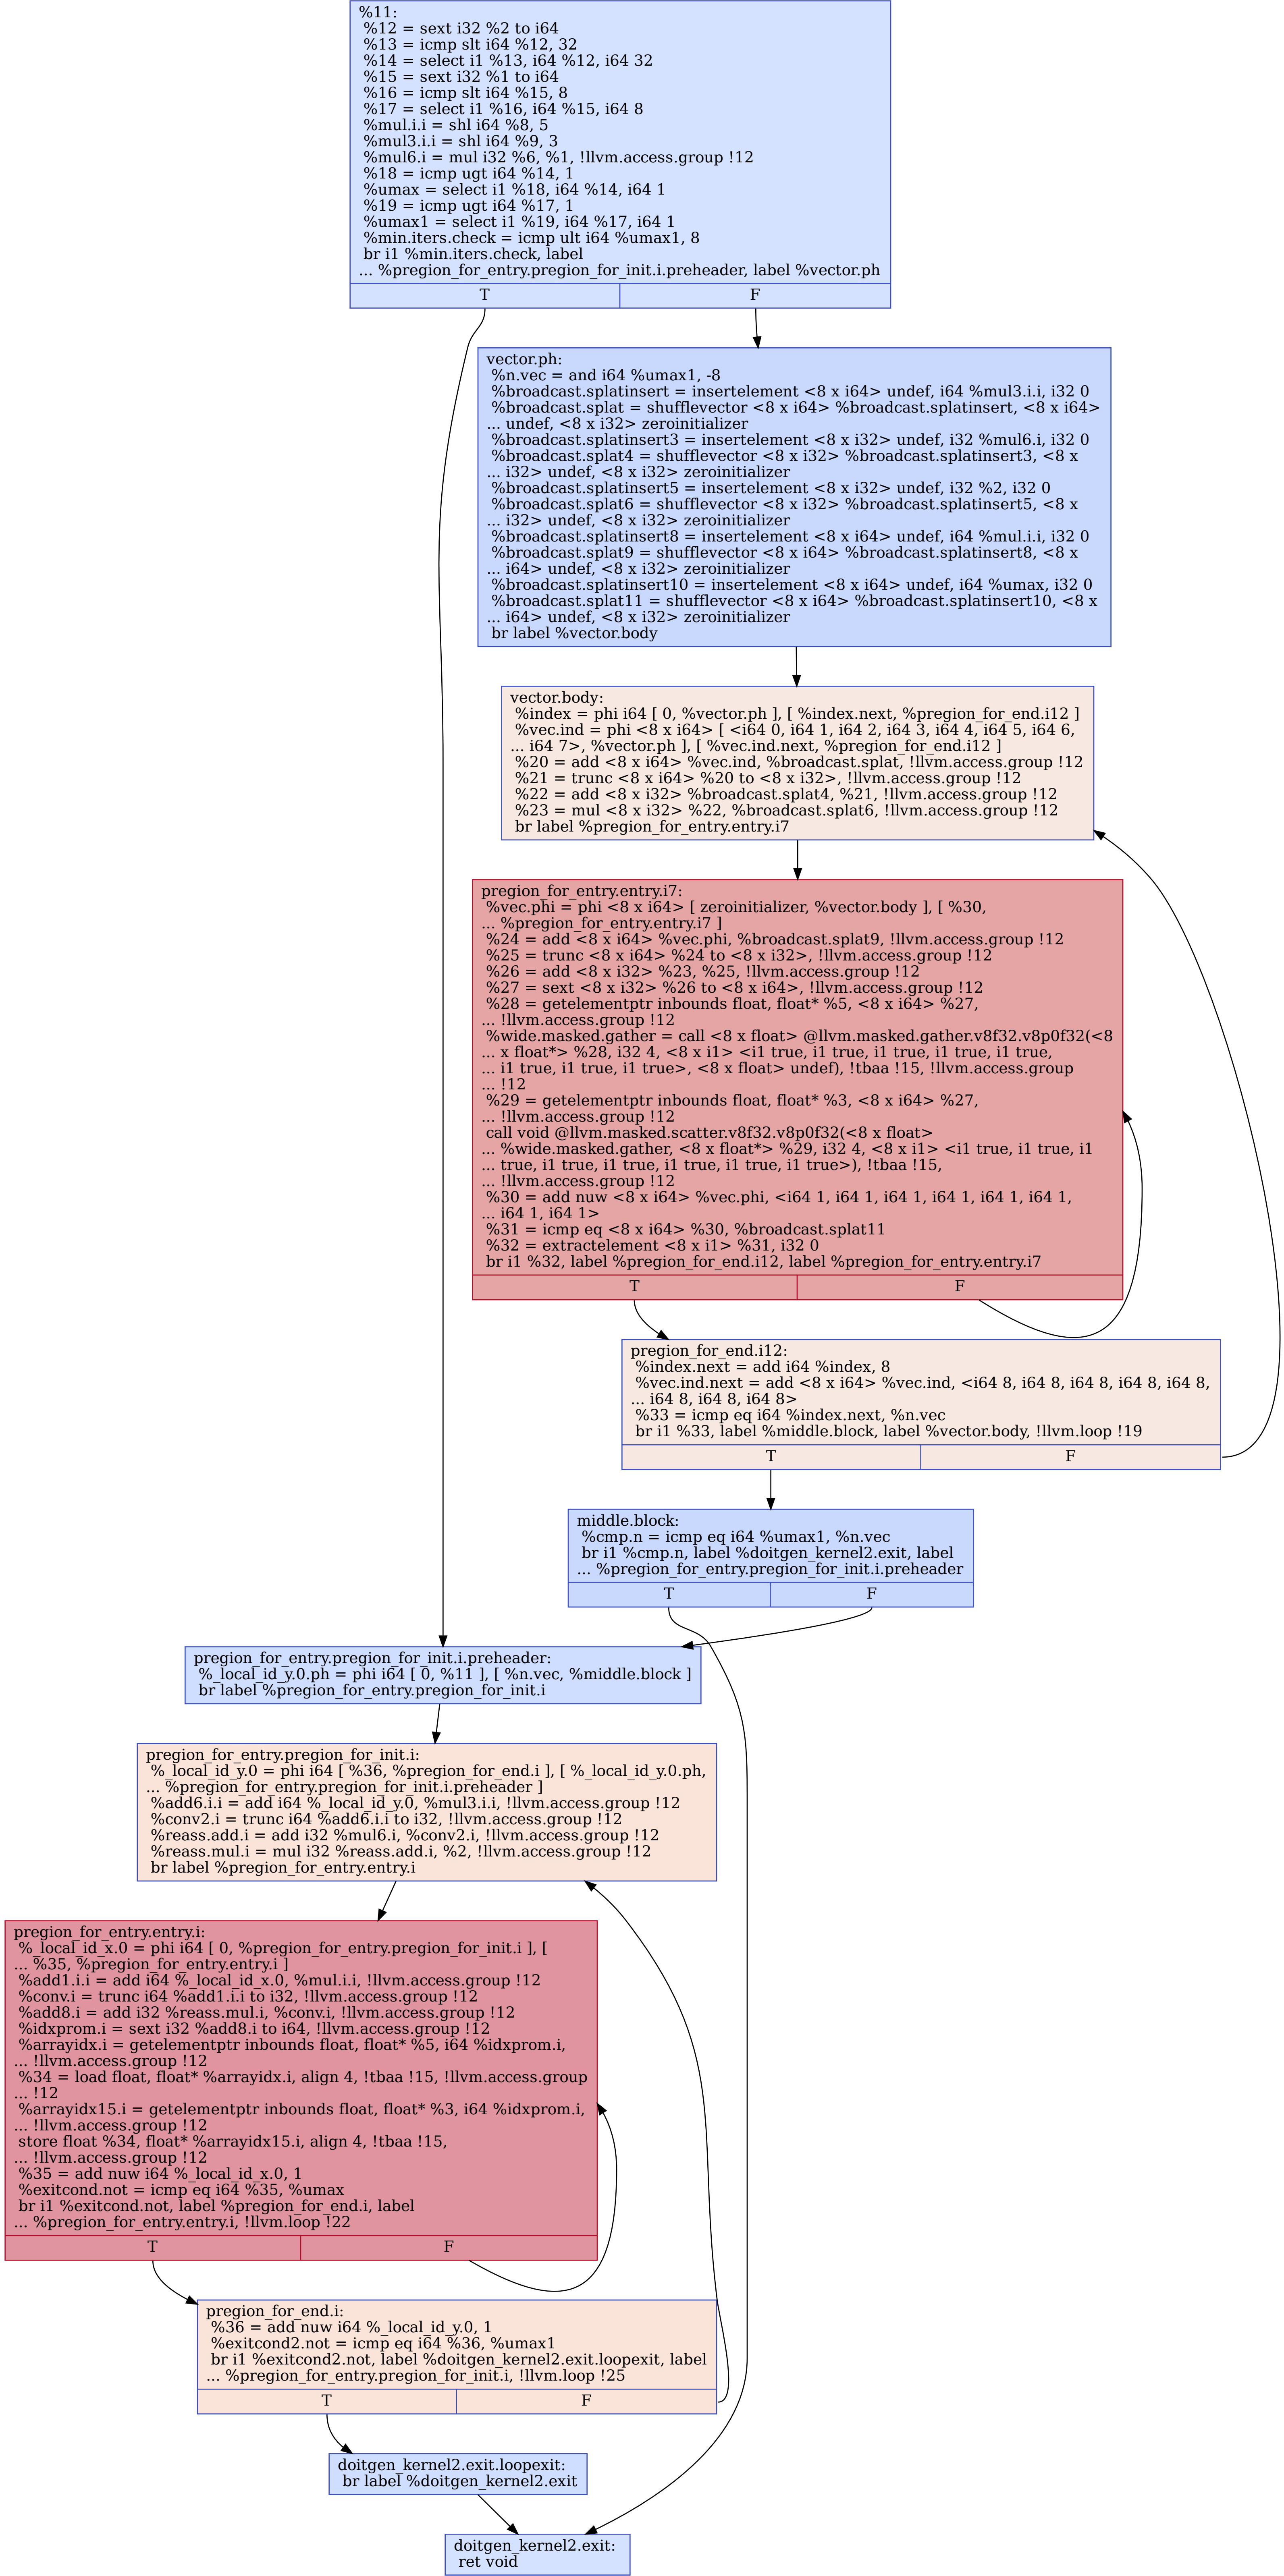 %11:
%12 = sext i32 %2 to i64
%13 = icmp slt i64 %12, 32
%14 = select i1 %13, i64 %12, i64 32
%15 = sext i32 %1 to i64
%16 = icmp slt i64 %15, 8
%17 = select i1 %16, i64 %15, i64 8
%mul.i.i = shl i64 %8, 5
%mul3.i.i = shl i64 %9, 3
%mul6.i = mul i32 %6, %1, !llvm.access.group !12
%18 = icmp ugt i64 %14, 1
%umax = select i1 %18, i64 %14, i64 1
%19 = icmp ugt i64 %17, 1
%umax1 = select i1 %19, i64 %17, i64 1
%min.iters.check = icmp ult i64 %umax1, 8
br i1 %min.iters.check, label
... %pregion_for_entry.pregion_for_init.i.preheader, label %vector.ph
T F
vector.ph:
%n.vec = and i64 %umax1, -8
%broadcast.splatinsert = insertelement <8 x i64> undef, i64 %mul3.i.i, i32 0
%broadcast.splat = shufflevector <8 x i64> %broadcast.splatinsert, <8 x i64>
... undef, <8 x i32> zeroinitializer
%broadcast.splatinsert3 = insertelement <8 x i32> undef, i32 %mul6.i, i32 0
%broadcast.splat4 = shufflevector <8 x i32> %broadcast.splatinsert3, <8 x
... i32> undef, <8 x i32> zeroinitializer
%broadcast.splatinsert5 = insertelement <8 x i32> undef, i32 %2, i32 0
%broadcast.splat6 = shufflevector <8 x i32> %broadcast.splatinsert5, <8 x
... i32> undef, <8 x i32> zeroinitializer
%broadcast.splatinsert8 = insertelement <8 x i64> undef, i64 %mul.i.i, i32 0
%broadcast.splat9 = shufflevector <8 x i64> %broadcast.splatinsert8, <8 x
... i64> undef, <8 x i32> zeroinitializer
%broadcast.splatinsert10 = insertelement <8 x i64> undef, i64 %umax, i32 0
%broadcast.splat11 = shufflevector <8 x i64> %broadcast.splatinsert10, <8 x
... i64> undef, <8 x i32> zeroinitializer
br label %vector.body
vector.body:
%index = phi i64 [ 0, %vector.ph ], [ %index.next, %pregion_for_end.i12 ]
%vec.ind = phi <8 x i64> [ <i64 0, i64 1, i64 2, i64 3, i64 4, i64 5, i64 6,
... i64 7>, %vector.ph ], [ %vec.ind.next, %pregion_for_end.i12 ]
%20 = add <8 x i64> %vec.ind, %broadcast.splat, !llvm.access.group !12
%21 = trunc <8 x i64> %20 to <8 x i32>, !llvm.access.group !12
%22 = add <8 x i32> %broadcast.splat4, %21, !llvm.access.group !12
%23 = mul <8 x i32> %22, %broadcast.splat6, !llvm.access.group !12
br label %pregion_for_entry.entry.i7
pregion_for_entry.entry.i7:
%vec.phi = phi <8 x i64> [ zeroinitializer, %vector.body ], [ %30,
... %pregion_for_entry.entry.i7 ]
%24 = add <8 x i64> %vec.phi, %broadcast.splat9, !llvm.access.group !12
%25 = trunc <8 x i64> %24 to <8 x i32>, !llvm.access.group !12
%26 = add <8 x i32> %23, %25, !llvm.access.group !12
%27 = sext <8 x i32> %26 to <8 x i64>, !llvm.access.group !12
%28 = getelementptr inbounds float, float* %5, <8 x i64> %27,
... !llvm.access.group !12
%wide.masked.gather = call <8 x float> @llvm.masked.gather.v8f32.v8p0f32(<8
... x float*> %28, i32 4, <8 x i1> <i1 true, i1 true, i1 true, i1 true, i1 true,
... i1 true, i1 true, i1 true>, <8 x float> undef), !tbaa !15, !llvm.access.group
... !12
%29 = getelementptr inbounds float, float* %3, <8 x i64> %27,
... !llvm.access.group !12
call void @llvm.masked.scatter.v8f32.v8p0f32(<8 x float>
... %wide.masked.gather, <8 x float*> %29, i32 4, <8 x i1> <i1 true, i1 true, i1
... true, i1 true, i1 true, i1 true, i1 true, i1 true>), !tbaa !15,
... !llvm.access.group !12
%30 = add nuw <8 x i64> %vec.phi, <i64 1, i64 1, i64 1, i64 1, i64 1, i64 1,
... i64 1, i64 1>
%31 = icmp eq <8 x i64> %30, %broadcast.splat11
%32 = extractelement <8 x i1> %31, i32 0
br i1 %32, label %pregion_for_end.i12, label %pregion_for_entry.entry.i7
T F
pregion_for_end.i12:
%index.next = add i64 %index, 8
%vec.ind.next = add <8 x i64> %vec.ind, <i64 8, i64 8, i64 8, i64 8, i64 8,
... i64 8, i64 8, i64 8>
%33 = icmp eq i64 %index.next, %n.vec
br i1 %33, label %middle.block, label %vector.body, !llvm.loop !19
T F
middle.block:
%cmp.n = icmp eq i64 %umax1, %n.vec
br i1 %cmp.n, label %doitgen_kernel2.exit, label
... %pregion_for_entry.pregion_for_init.i.preheader
T F
pregion_for_entry.pregion_for_init.i.preheader:
%_local_id_y.0.ph = phi i64 [ 0, %11 ], [ %n.vec, %middle.block ]
br label %pregion_for_entry.pregion_for_init.i
pregion_for_entry.pregion_for_init.i:
%_local_id_y.0 = phi i64 [ %36, %pregion_for_end.i ], [ %_local_id_y.0.ph,
... %pregion_for_entry.pregion_for_init.i.preheader ]
%add6.i.i = add i64 %_local_id_y.0, %mul3.i.i, !llvm.access.group !12
%conv2.i = trunc i64 %add6.i.i to i32, !llvm.access.group !12
%reass.add.i = add i32 %mul6.i, %conv2.i, !llvm.access.group !12
%reass.mul.i = mul i32 %reass.add.i, %2, !llvm.access.group !12
br label %pregion_for_entry.entry.i
pregion_for_entry.entry.i:
%_local_id_x.0 = phi i64 [ 0, %pregion_for_entry.pregion_for_init.i ], [
... %35, %pregion_for_entry.entry.i ]
%add1.i.i = add i64 %_local_id_x.0, %mul.i.i, !llvm.access.group !12
%conv.i = trunc i64 %add1.i.i to i32, !llvm.access.group !12
%add8.i = add i32 %reass.mul.i, %conv.i, !llvm.access.group !12
%idxprom.i = sext i32 %add8.i to i64, !llvm.access.group !12
%arrayidx.i = getelementptr inbounds float, float* %5, i64 %idxprom.i,
... !llvm.access.group !12
%34 = load float, float* %arrayidx.i, align 4, !tbaa !15, !llvm.access.group
... !12
%arrayidx15.i = getelementptr inbounds float, float* %3, i64 %idxprom.i,
... !llvm.access.group !12
store float %34, float* %arrayidx15.i, align 4, !tbaa !15,
... !llvm.access.group !12
%35 = add nuw i64 %_local_id_x.0, 1
%exitcond.not = icmp eq i64 %35, %umax
br i1 %exitcond.not, label %pregion_for_end.i, label
... %pregion_for_entry.entry.i, !llvm.loop !22
T F
pregion_for_end.i:
%36 = add nuw i64 %_local_id_y.0, 1
%exitcond2.not = icmp eq i64 %36, %umax1
br i1 %exitcond2.not, label %doitgen_kernel2.exit.loopexit, label
... %pregion_for_entry.pregion_for_init.i, !llvm.loop !25
T F
doitgen_kernel2.exit.loopexit:
br label %doitgen_kernel2.exit
doitgen_kernel2.exit:
ret void